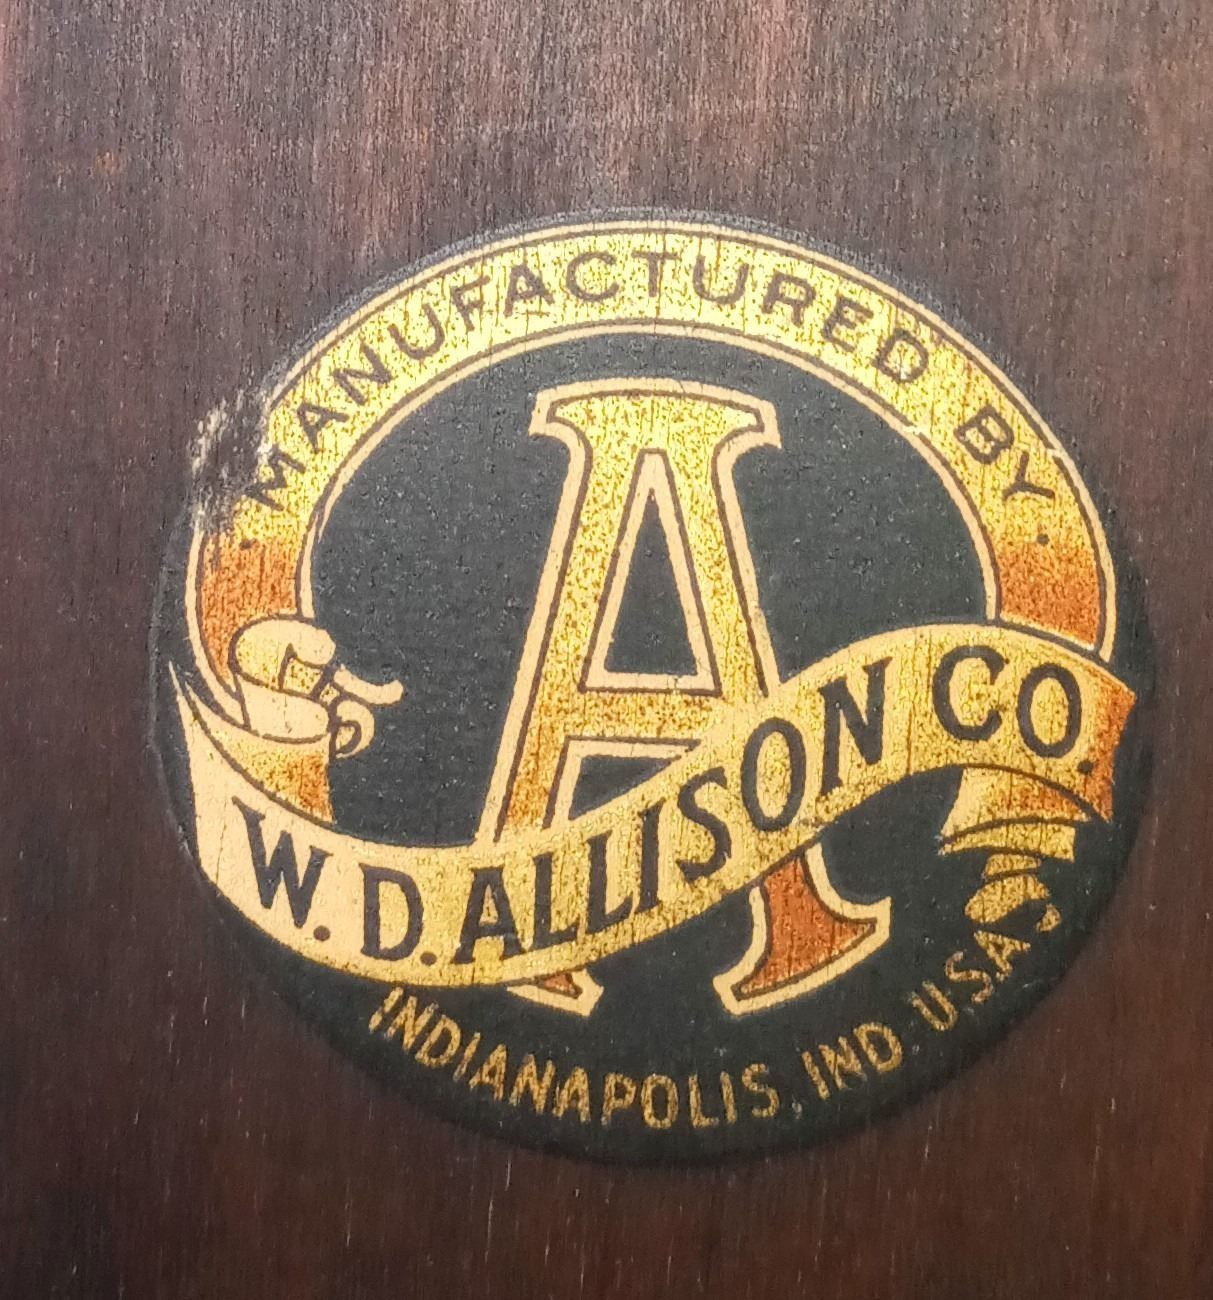 · MANUFACTURED BY ·
A
W. D. ALLISON CO.
INDIANAPOLIS, IND. U.S.A.